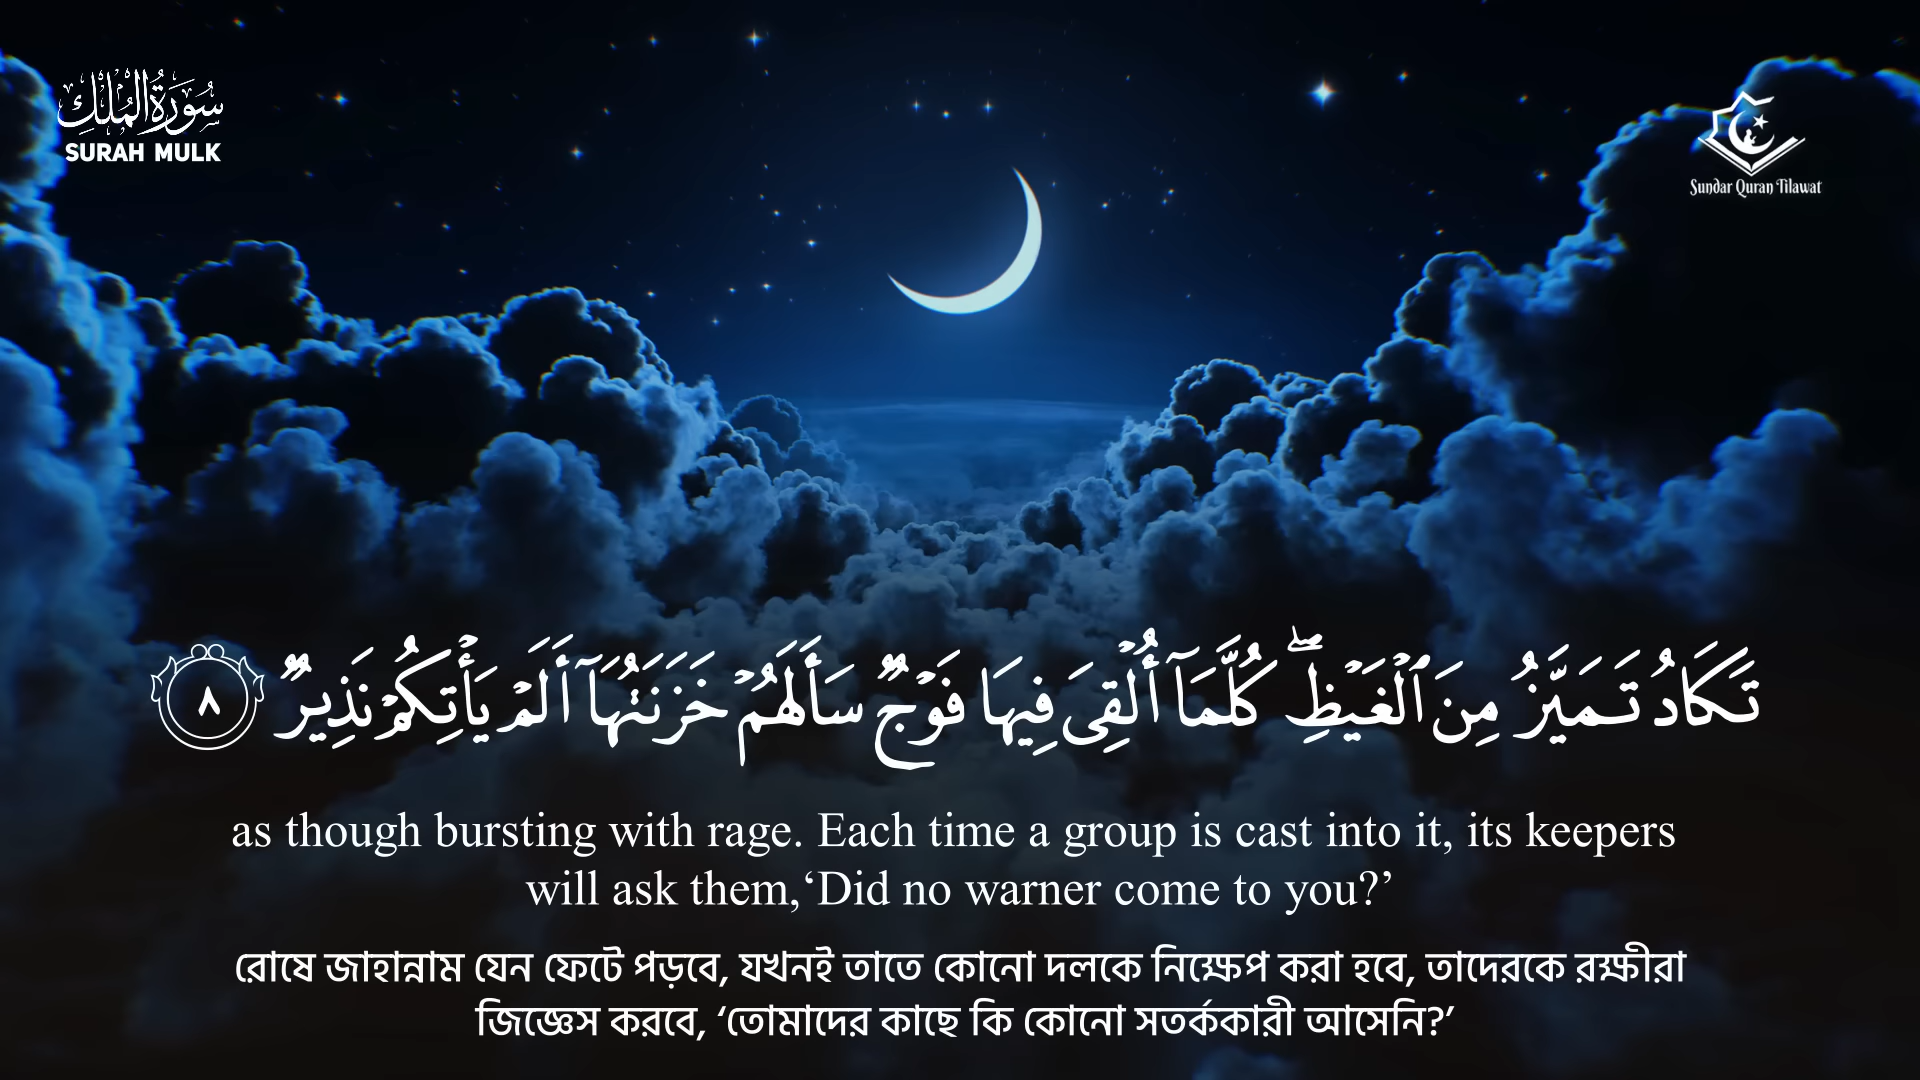 سُورَةُ المُلْكِ
SURAH MULK
Sundar Quran Tilawat
تَكَادُ تَمَيَّزُ مِنَ ٱلْغَيْظِ ۖ كُلَّمَآ أُلْقِىَ فِيهَا فَوْجٌ سَأَلَهُمْ خَزَنَتُهَآ أَلَمْ يَأْتِكُمْ نَذِيرٌ ٨
as though bursting with rage. Each time a group is cast into it, its keepers
will ask them,‘Did no warner come to you?’
রোষে জাহান্নাম যেন ফেটে পড়বে, যখনই তাতে কোনো দলকে নিক্ষেপ করা হবে, তাদেরকে রক্ষীরা
জিজ্ঞেস করবে, ‘তোমাদের কাছে কি কোনো সতর্ককারী আসেনি?’